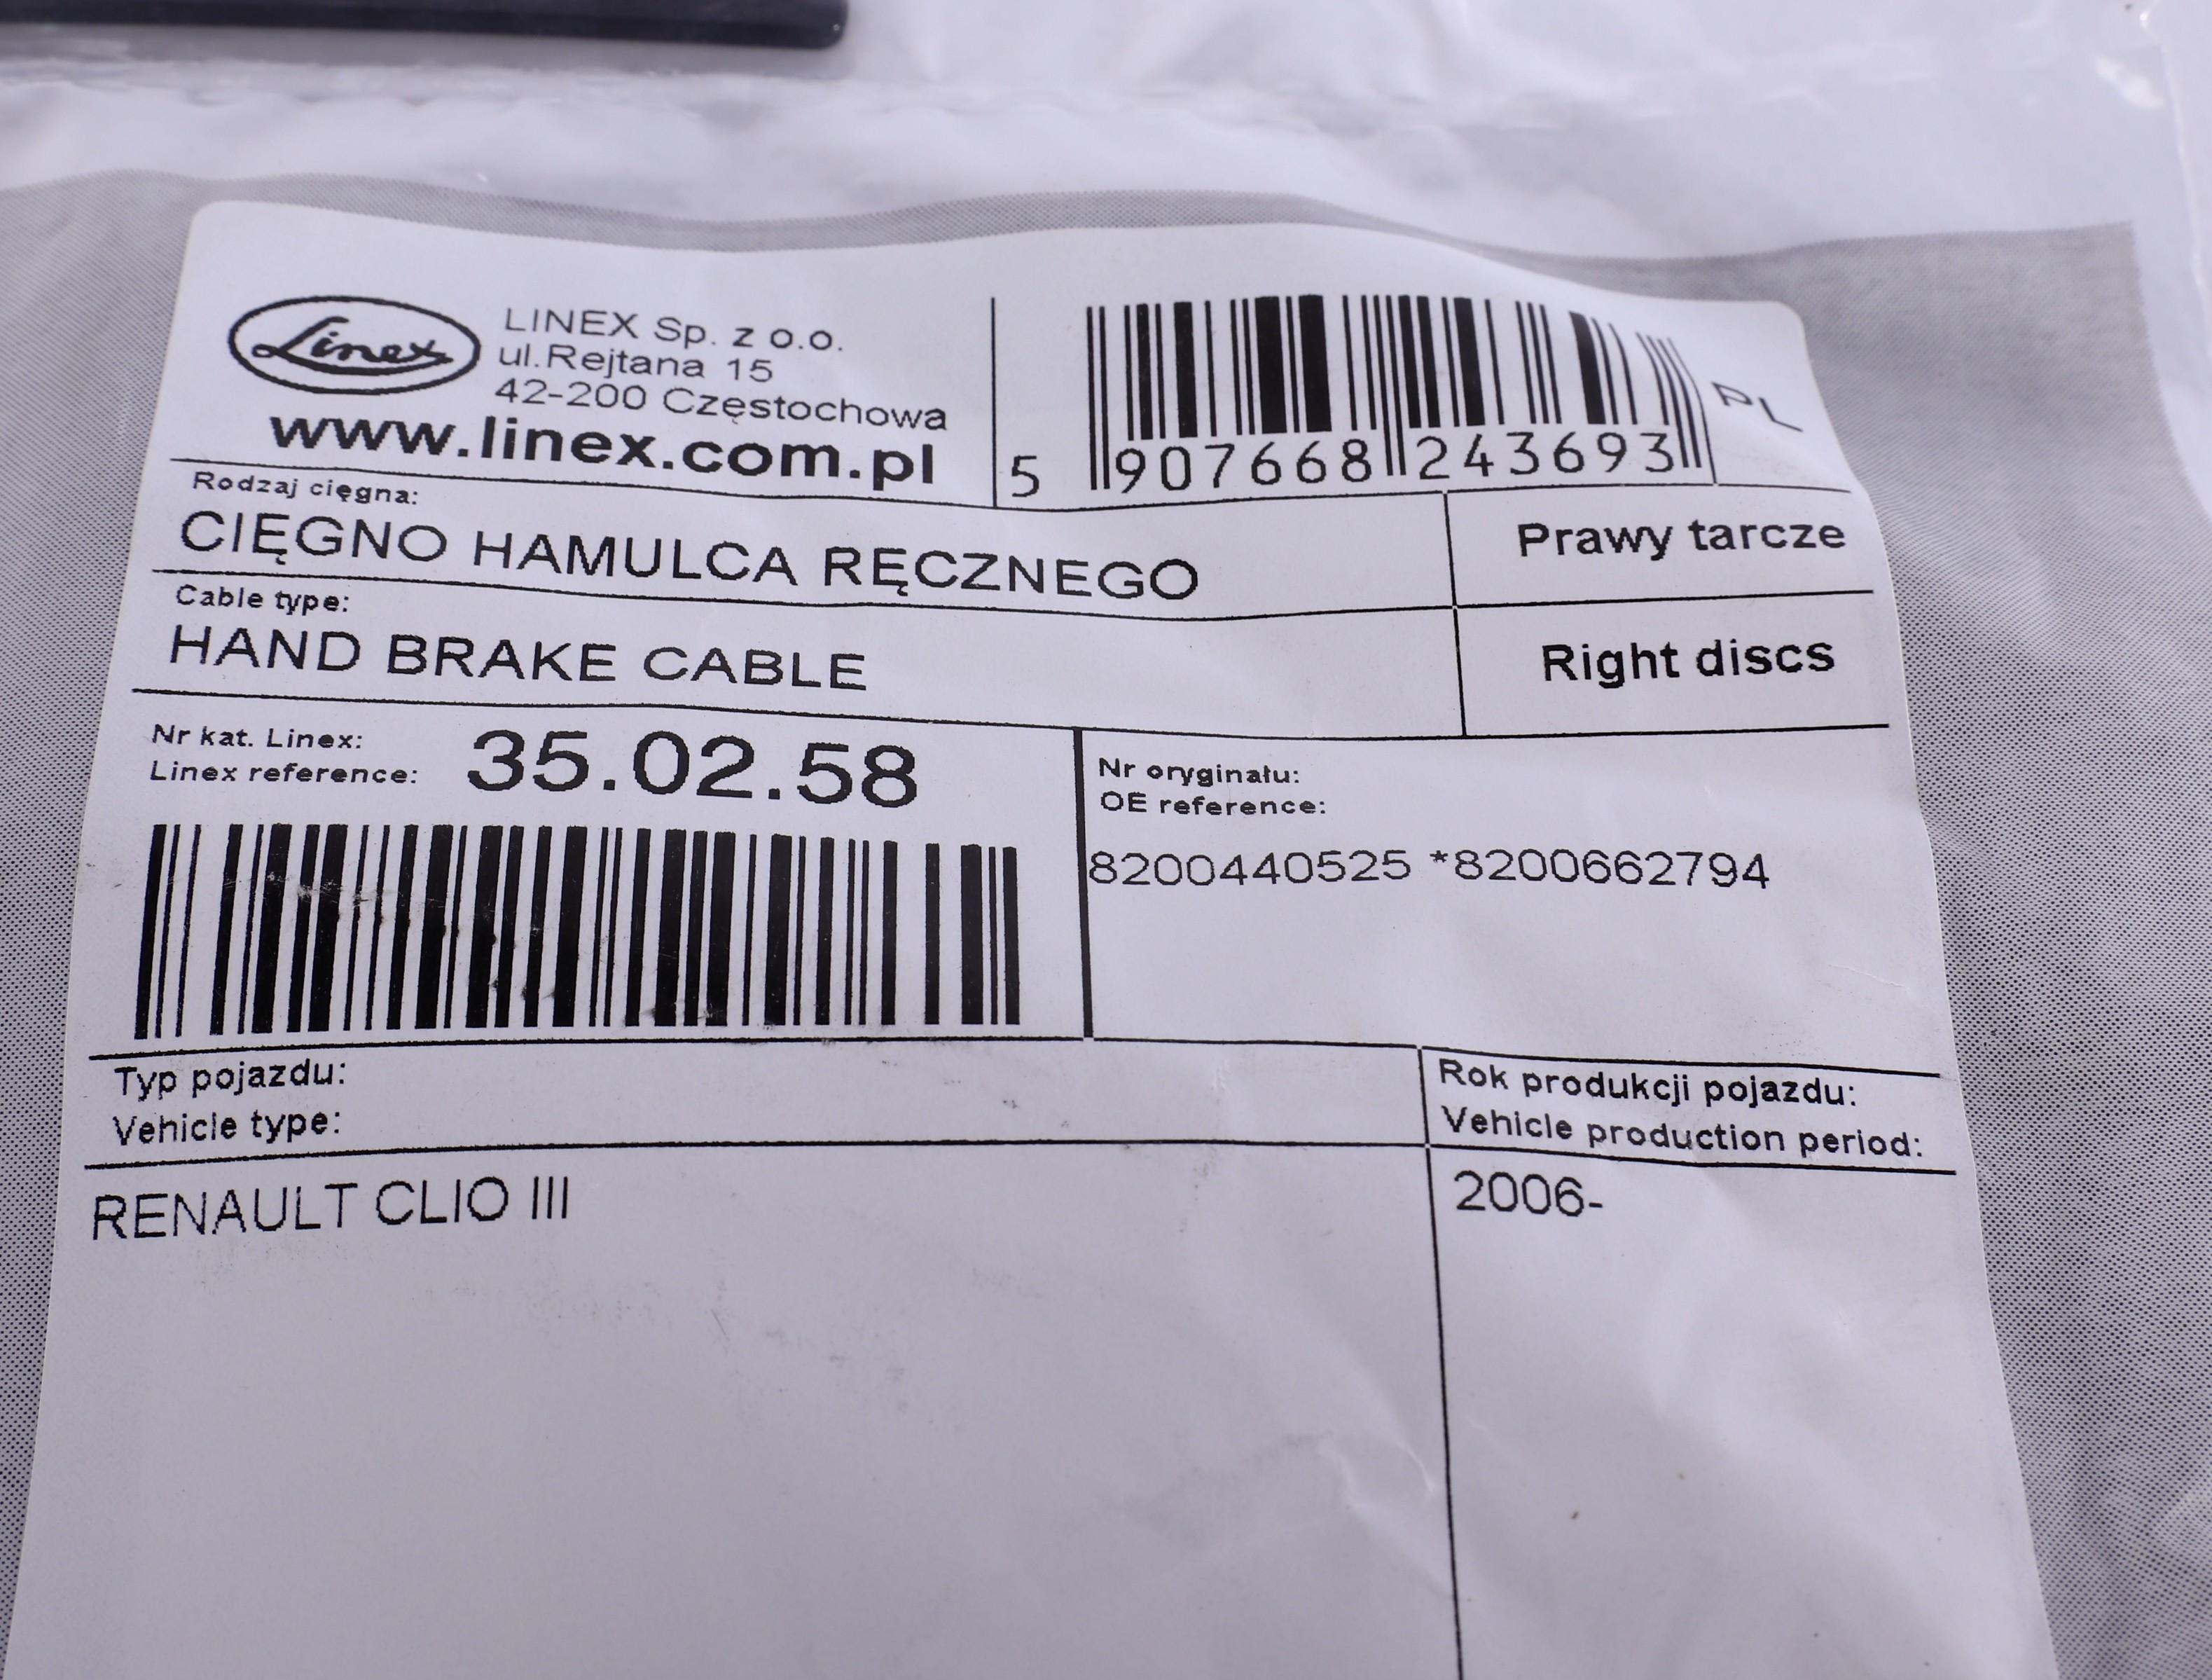 Linex
LINEX Sp. z o.o.
ul.Rejtana 15
42-200 Częstochowa
www.linex.com.pl
5 907668 243693
PL
Rodzaj cięgna:
CIĘGNO HAMULCA RĘCZNEGO
Prawy tarcze
Cable type:
HAND BRAKE CABLE
Right discs
Nr kat. Linex:
Linex reference:
35.02.58
Nr oryginału:
OE reference:
8200440525 *8200662794
Typ pojazdu:
Vehicle type:
Rok produkcji pojazdu:
Vehicle production period:
RENAULT CLIO III
2006-